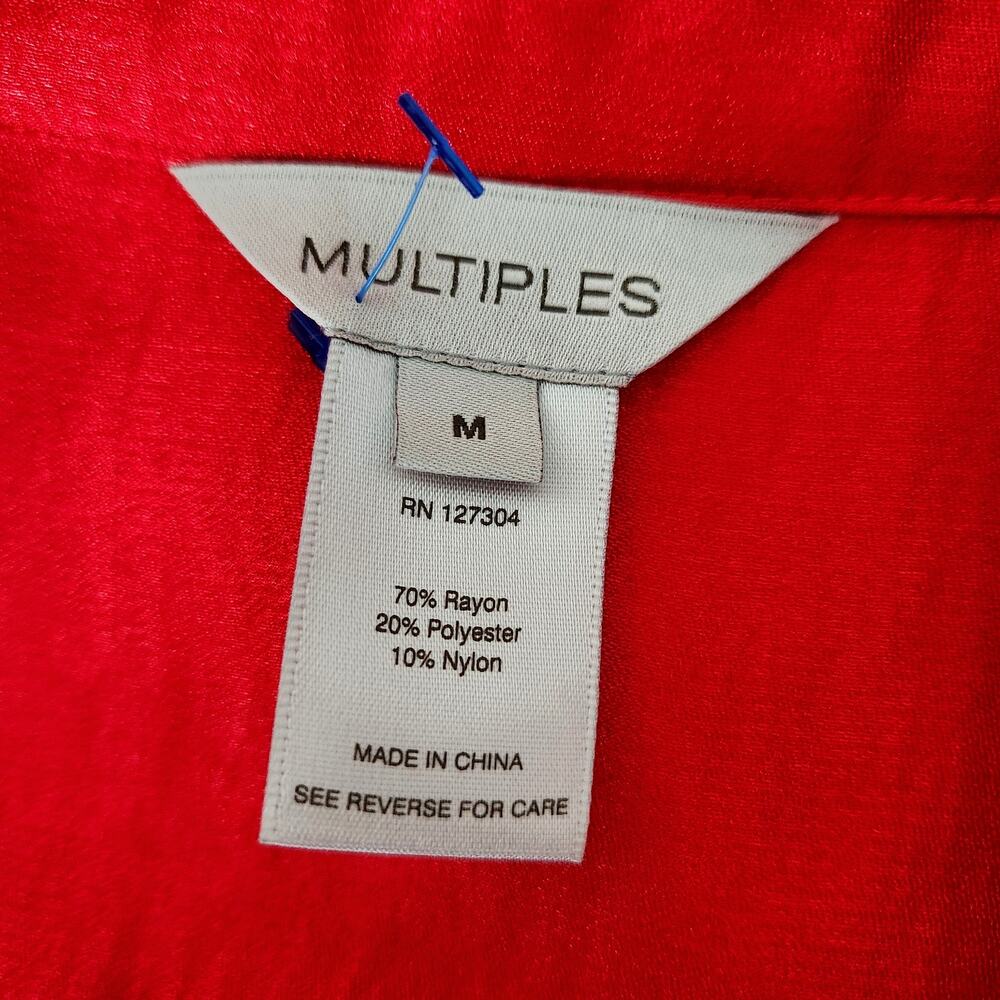 MULTIPLES
M
RN 127304
70% Rayon
20% Polyester
10% Nylon
MADE IN CHINA
SEE REVERSE FOR CARE